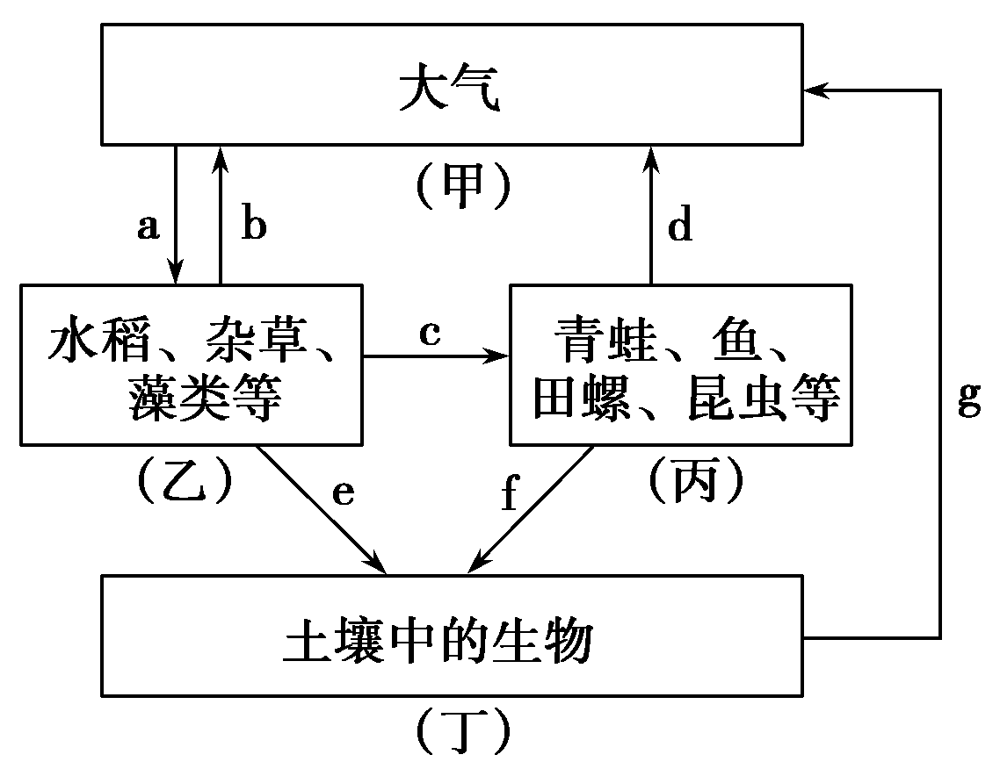 大气
(甲)
a
b
d
水稻、杂草、
藻类等
(乙)
c
青蛙、鱼、
田螺、昆虫等
(丙)
g
e
f
土壤中的生物
(丁)